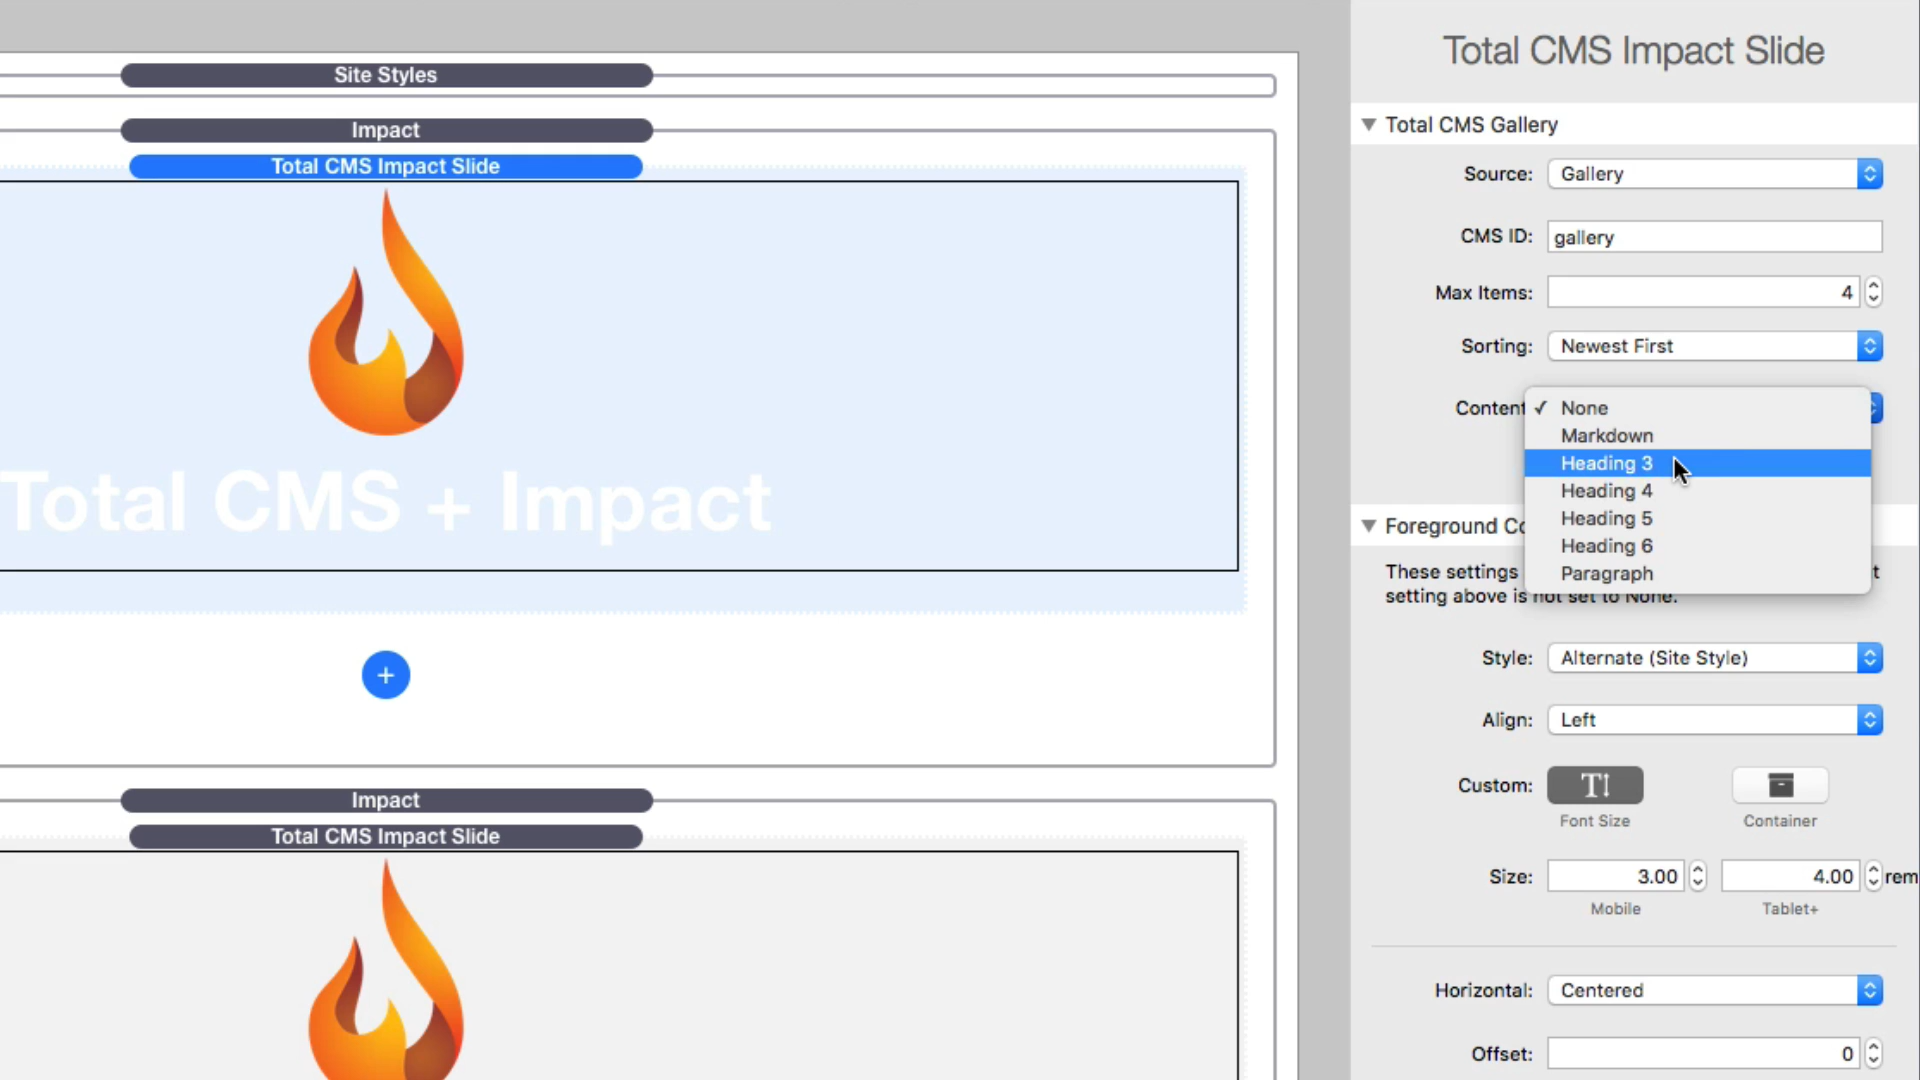 Total CMS Impact Slide
Site Styles
Impact
Total CMS Impact Slide
Total CMS + Impact
+
Impact
Total CMS Impact Slide
Total CMS Gallery
Source: Gallery
CMS ID: gallery
Max Items: 4
Sorting: Newest First
Content ✓ None
Markdown
Heading 3
Heading 4
Heading 5
Heading 6
Paragraph
Foreground Co
These settings t
setting above is not set to None.
Style: Alternate (Site Style)
Align: Left
Custom: T
Font Size Container
Size: 3.00 4.00 rem
Mobile Tablet+
Horizontal: Centered
Offset: 0